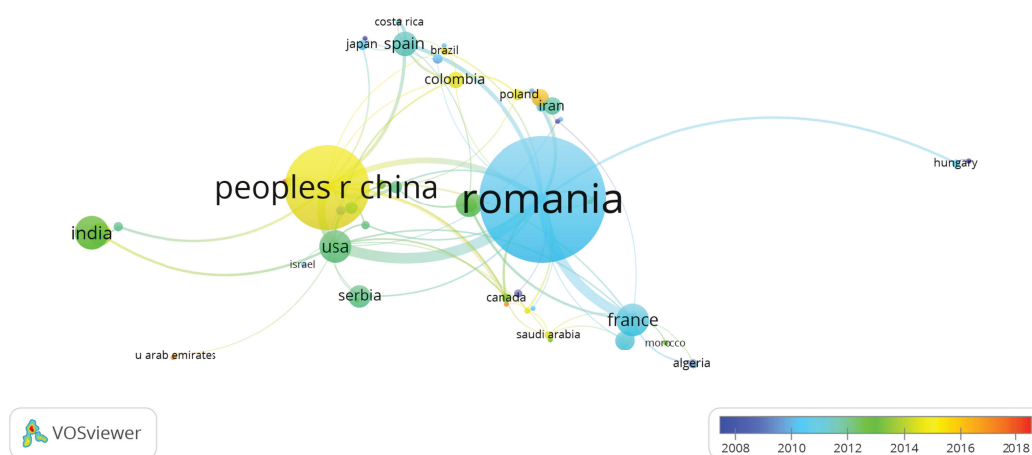 costa rica
japan
spain
brazil
colombia
poland
iran
hungary
peoples r china
romania
india
usa
israel
serbia
canada
france
saudi arabia
morocco
u arab emirates
algeria
VOSviewer
2008 2010 2012 2014 2016 2018